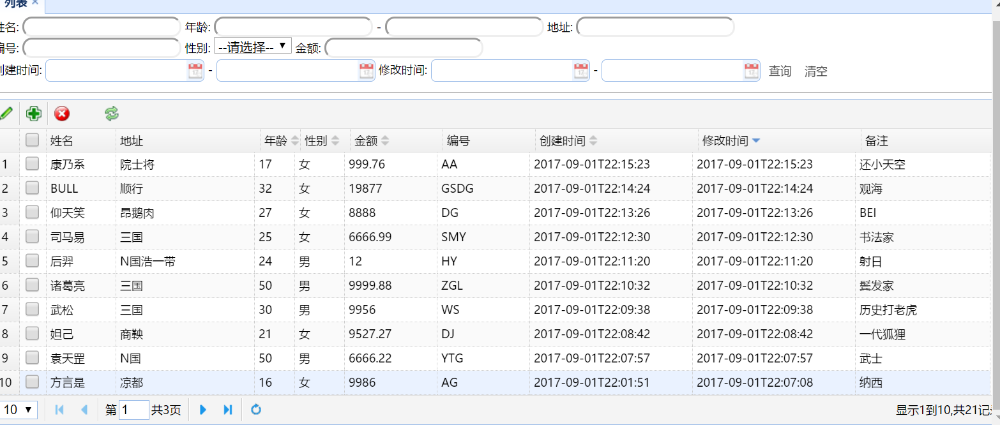 列表 ×
姓名: 年龄: - 地址:
编号: 性别: --请选择-- 金额:
创建时间: - 修改时间: - 查询 清空
姓名 地址 年龄 性别 金额 编号 创建时间 修改时间 备注
1 康乃系 院士将 17 女 999.76 AA 2017-09-01T22:15:23 2017-09-01T22:15:23 还小天空
2 BULL 顺行 32 女 19877 GSDG 2017-09-01T22:14:24 2017-09-01T22:14:24 观海
3 仰天笑 昂鹅肉 27 女 8888 DG 2017-09-01T22:13:26 2017-09-01T22:13:26 BEI
4 司马易 三国 25 女 6666.99 SMY 2017-09-01T22:12:30 2017-09-01T22:12:30 书法家
5 后羿 N国浩一带 24 男 12 HY 2017-09-01T22:11:20 2017-09-01T22:11:20 射日
6 诸葛亮 三国 50 男 9999.88 ZGL 2017-09-01T22:10:32 2017-09-01T22:10:32 鬓发家
7 武松 三国 30 男 9956 WS 2017-09-01T22:09:38 2017-09-01T22:09:38 历史打老虎
8 妲己 商鞅 21 女 9527.27 DJ 2017-09-01T22:08:42 2017-09-01T22:08:42 一代狐狸
9 袁天罡 N国 50 男 6666.22 YTG 2017-09-01T22:07:57 2017-09-01T22:07:57 武士
10 方言是 凉都 16 女 9986 AG 2017-09-01T22:01:51 2017-09-01T22:07:08 纳西
10 第 1 共3页 显示1到10,共21记录